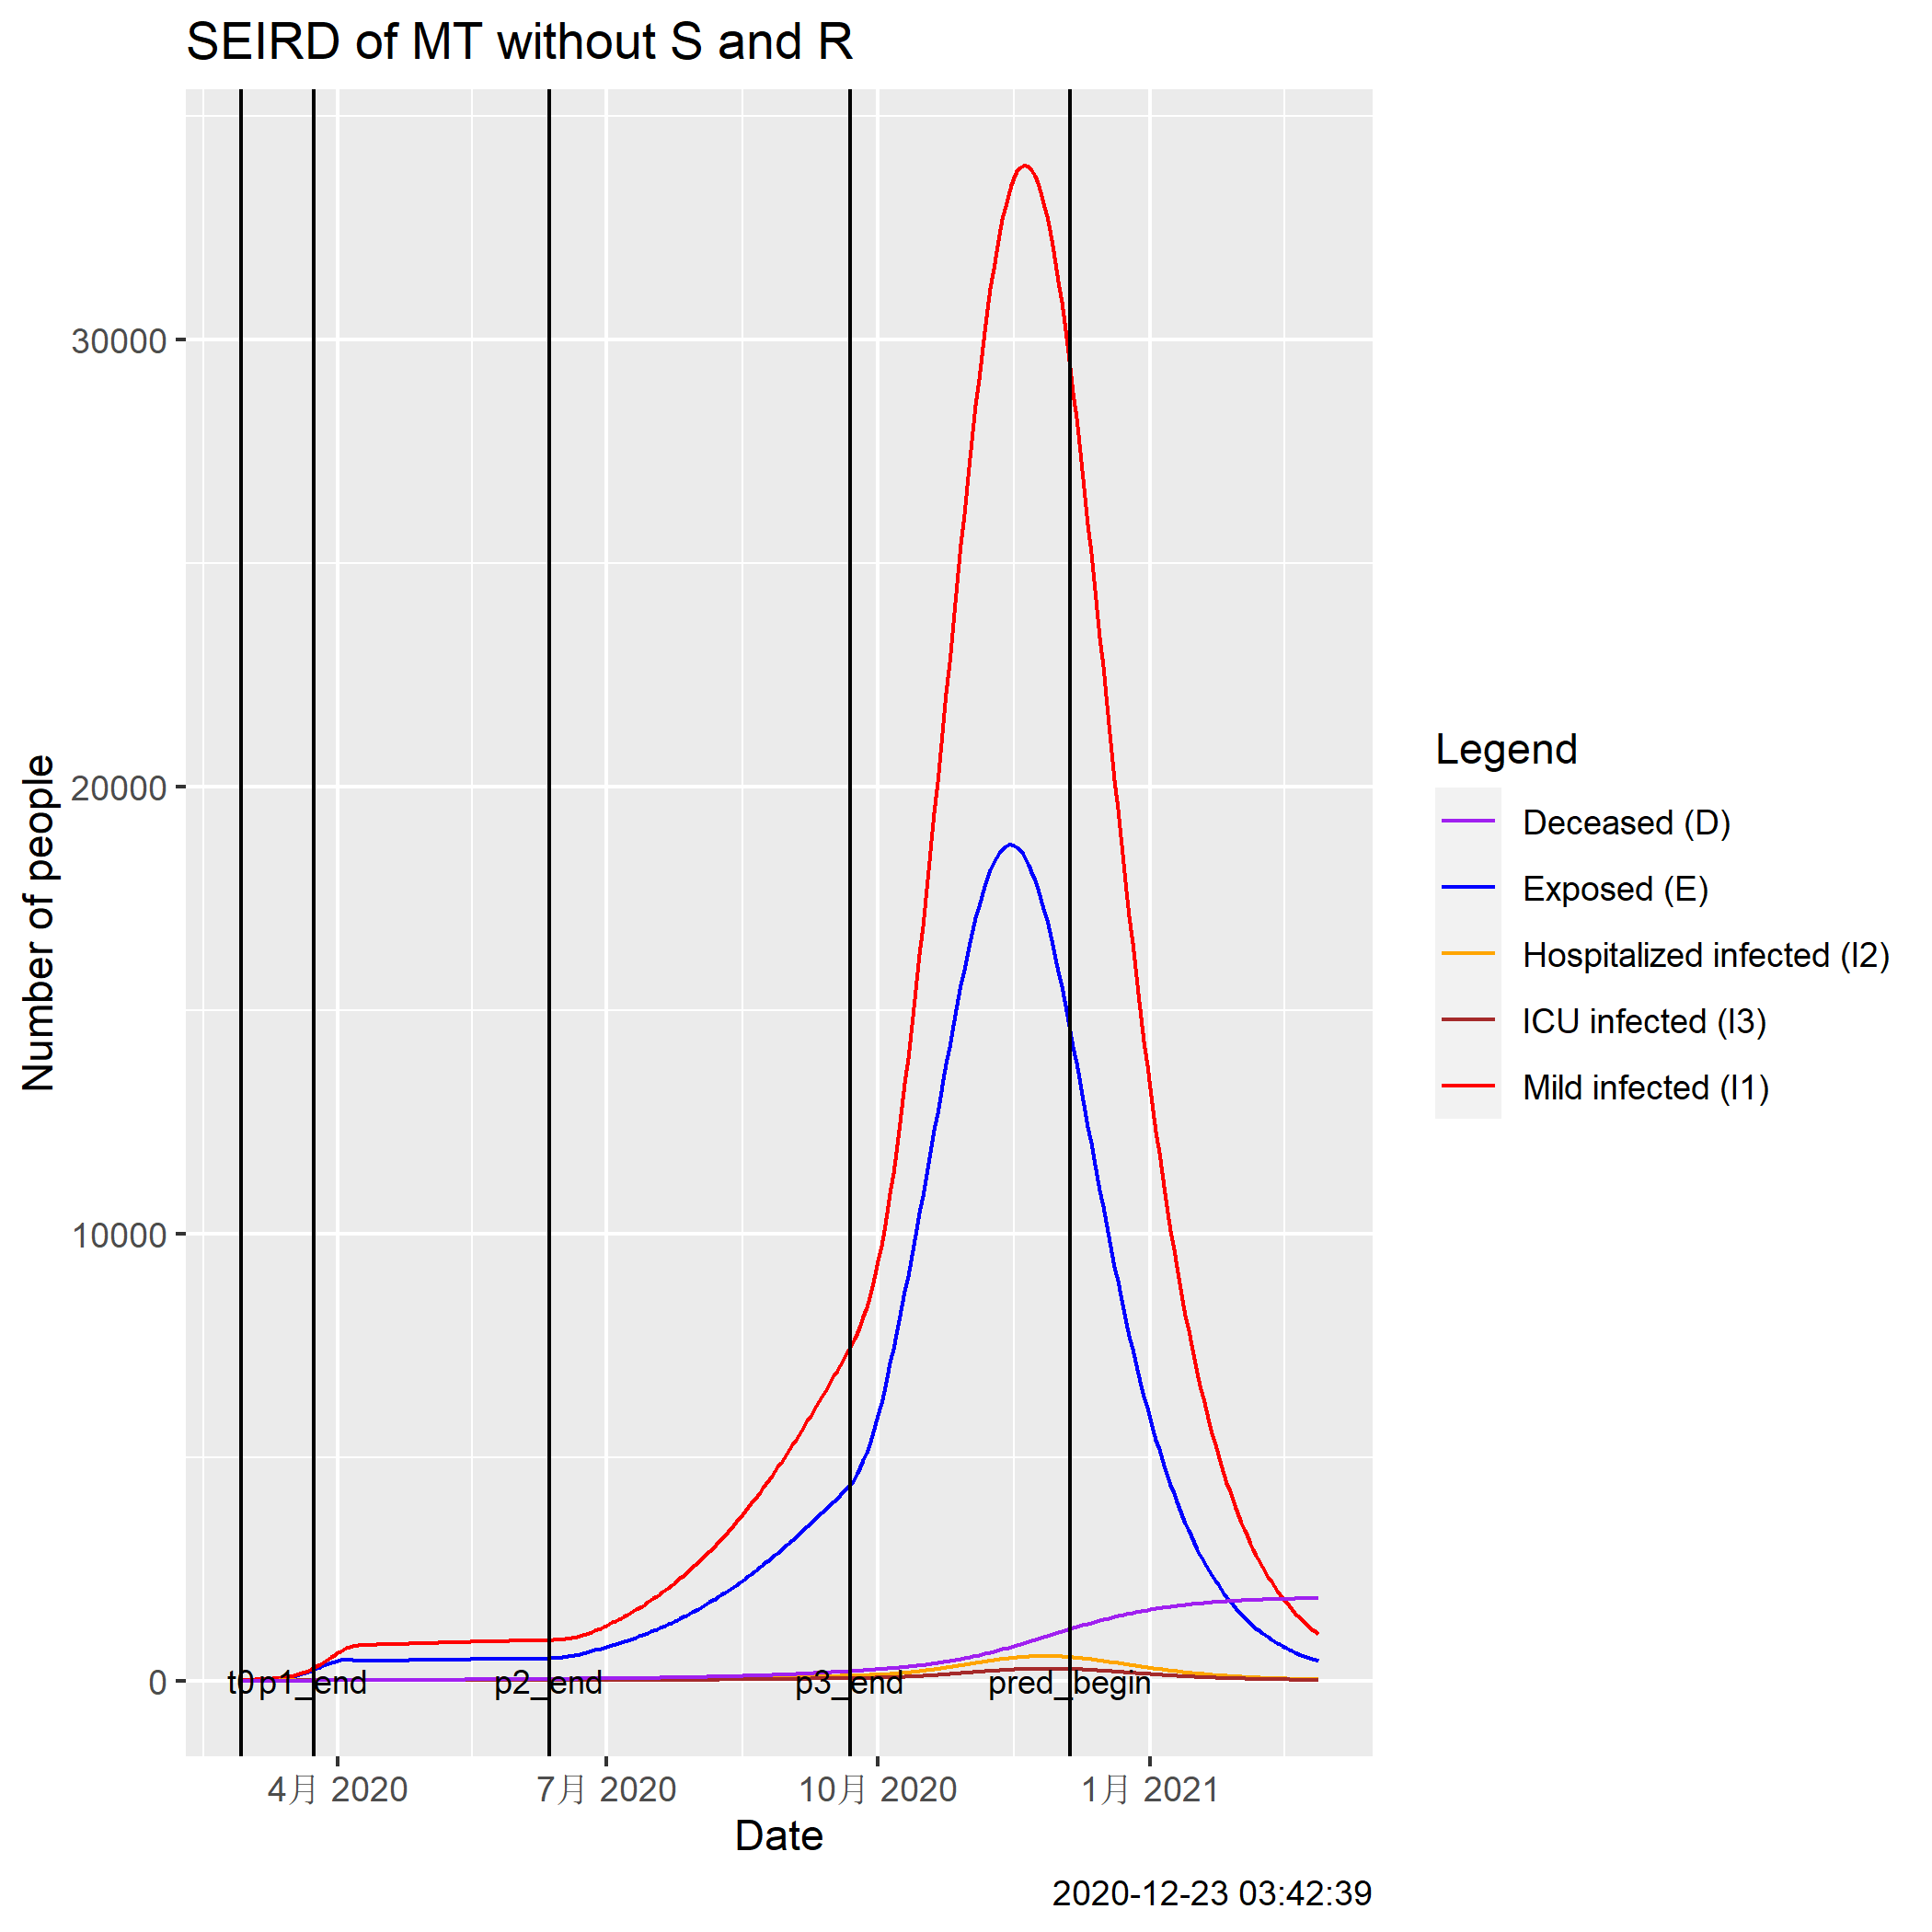 SEIRD of MT without S and R
Number of people
30000
20000
10000
0
t0
p1_end
p2_end
p3_end
pred_begin
4月 2020
7月 2020
10月 2020
1月 2021
Date
Legend
Deceased (D)
Exposed (E)
Hospitalized infected (I2)
ICU infected (I3)
Mild infected (I1)
2020-12-23 03:42:39